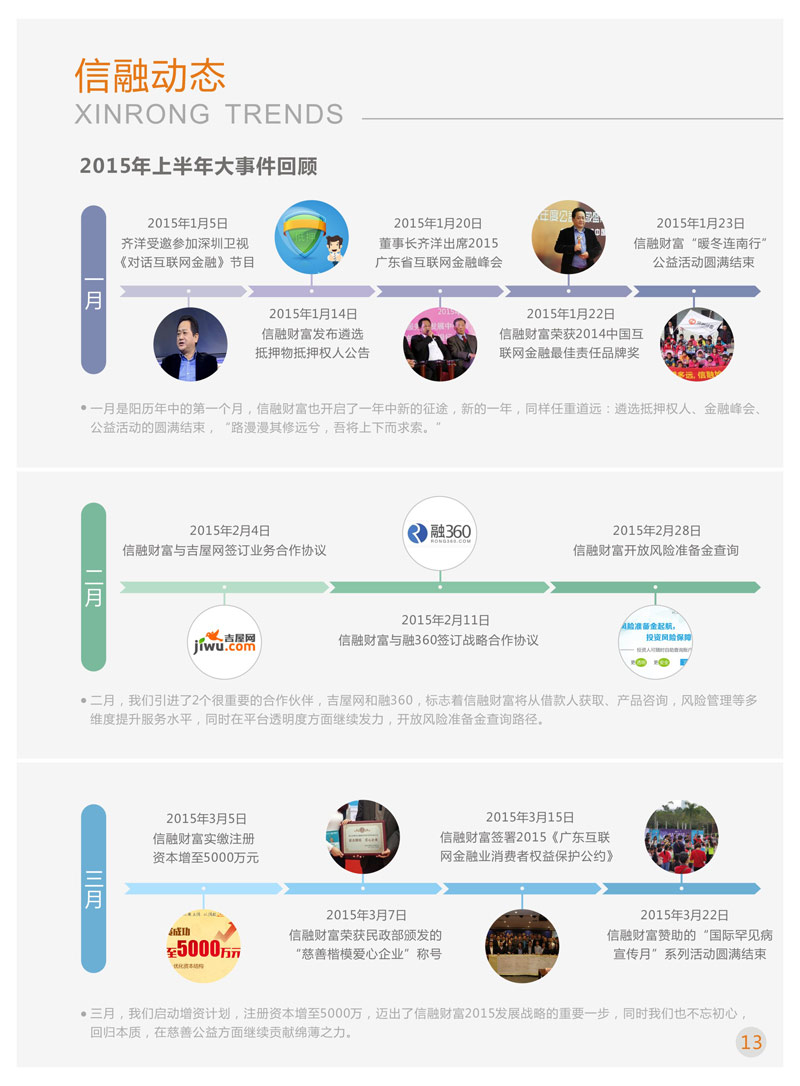 信融动态
XINRONG TRENDS
2015年上半年大事件回顾
一月
2015年1月5日
齐洋受邀参加深圳卫视
《对话互联网金融》节目
2015年1月14日
信融财富发布遴选
抵押物抵押权人公告
2015年1月20日
董事长齐洋出席2015
广东省互联网金融峰会
2015年1月22日
信融财富荣获2014中国互
联网金融最佳责任品牌奖
2015年1月23日
信融财富“暖冬连南行”
公益活动圆满结束
一月是阳历年中的第一个月，信融财富也开启了一年中新的征途，新的一年，同样任重道远：遴选抵押权人、金融峰会、
公益活动的圆满结束，“路漫漫其修远兮，吾将上下而求索。”
二月
2015年2月4日
信融财富与吉屋网签订业务合作协议
吉屋网
jiwu.com
融360
RONG360.COM
2015年2月11日
信融财富与融360签订战略合作协议
2015年2月28日
信融财富开放风险准备金查询
风险准备金起航,
投资风险保障
二月，我们引进了2个很重要的合作伙伴，吉屋网和融360，标志着信融财富将从借款人获取、产品咨询，风险管理等多
维度提升服务水平，同时在平台透明度方面继续发力，开放风险准备金查询路径。
三月
2015年3月5日
信融财富实缴注册
资本增至5000万元
成功
至5000万元
优化资本结构
2015年3月7日
信融财富荣获民政部颁发的
“慈善楷模爱心企业”称号
2015年3月15日
信融财富签署2015《广东互联
网金融业消费者权益保护公约》
2015年3月22日
信融财富赞助的“国际罕见病
宣传月”系列活动圆满结束
三月，我们启动增资计划，注册资本增至5000万，迈出了信融财富2015发展战略的重要一步，同时我们也不忘初心，
回归本质，在慈善公益方面继续贡献绵薄之力。
13